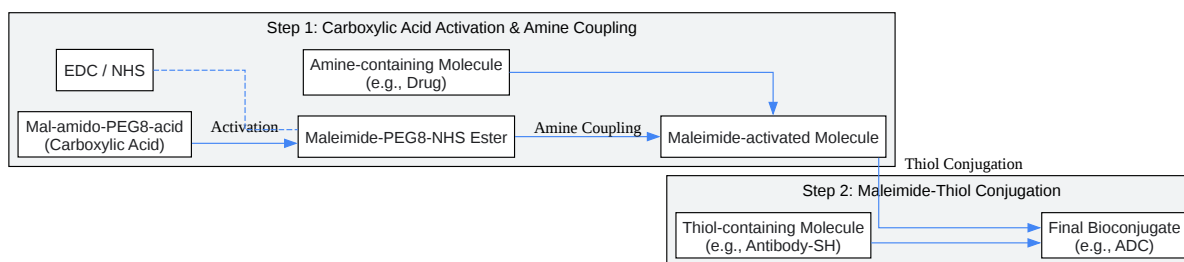 Step 1: Carboxylic Acid Activation & Amine Coupling
EDC / NHS
Amine-containing Molecule
(e.g., Drug)
Mal-amido-PEG8-acid
(Carboxylic Acid)
Activation
Maleimide-PEG8-NHS Ester
Amine Coupling
Maleimide-activated Molecule
Thiol Conjugation
Step 2: Maleimide-Thiol Conjugation
Thiol-containing Molecule
(e.g., Antibody-SH)
Final Bioconjugate
(e.g., ADC)